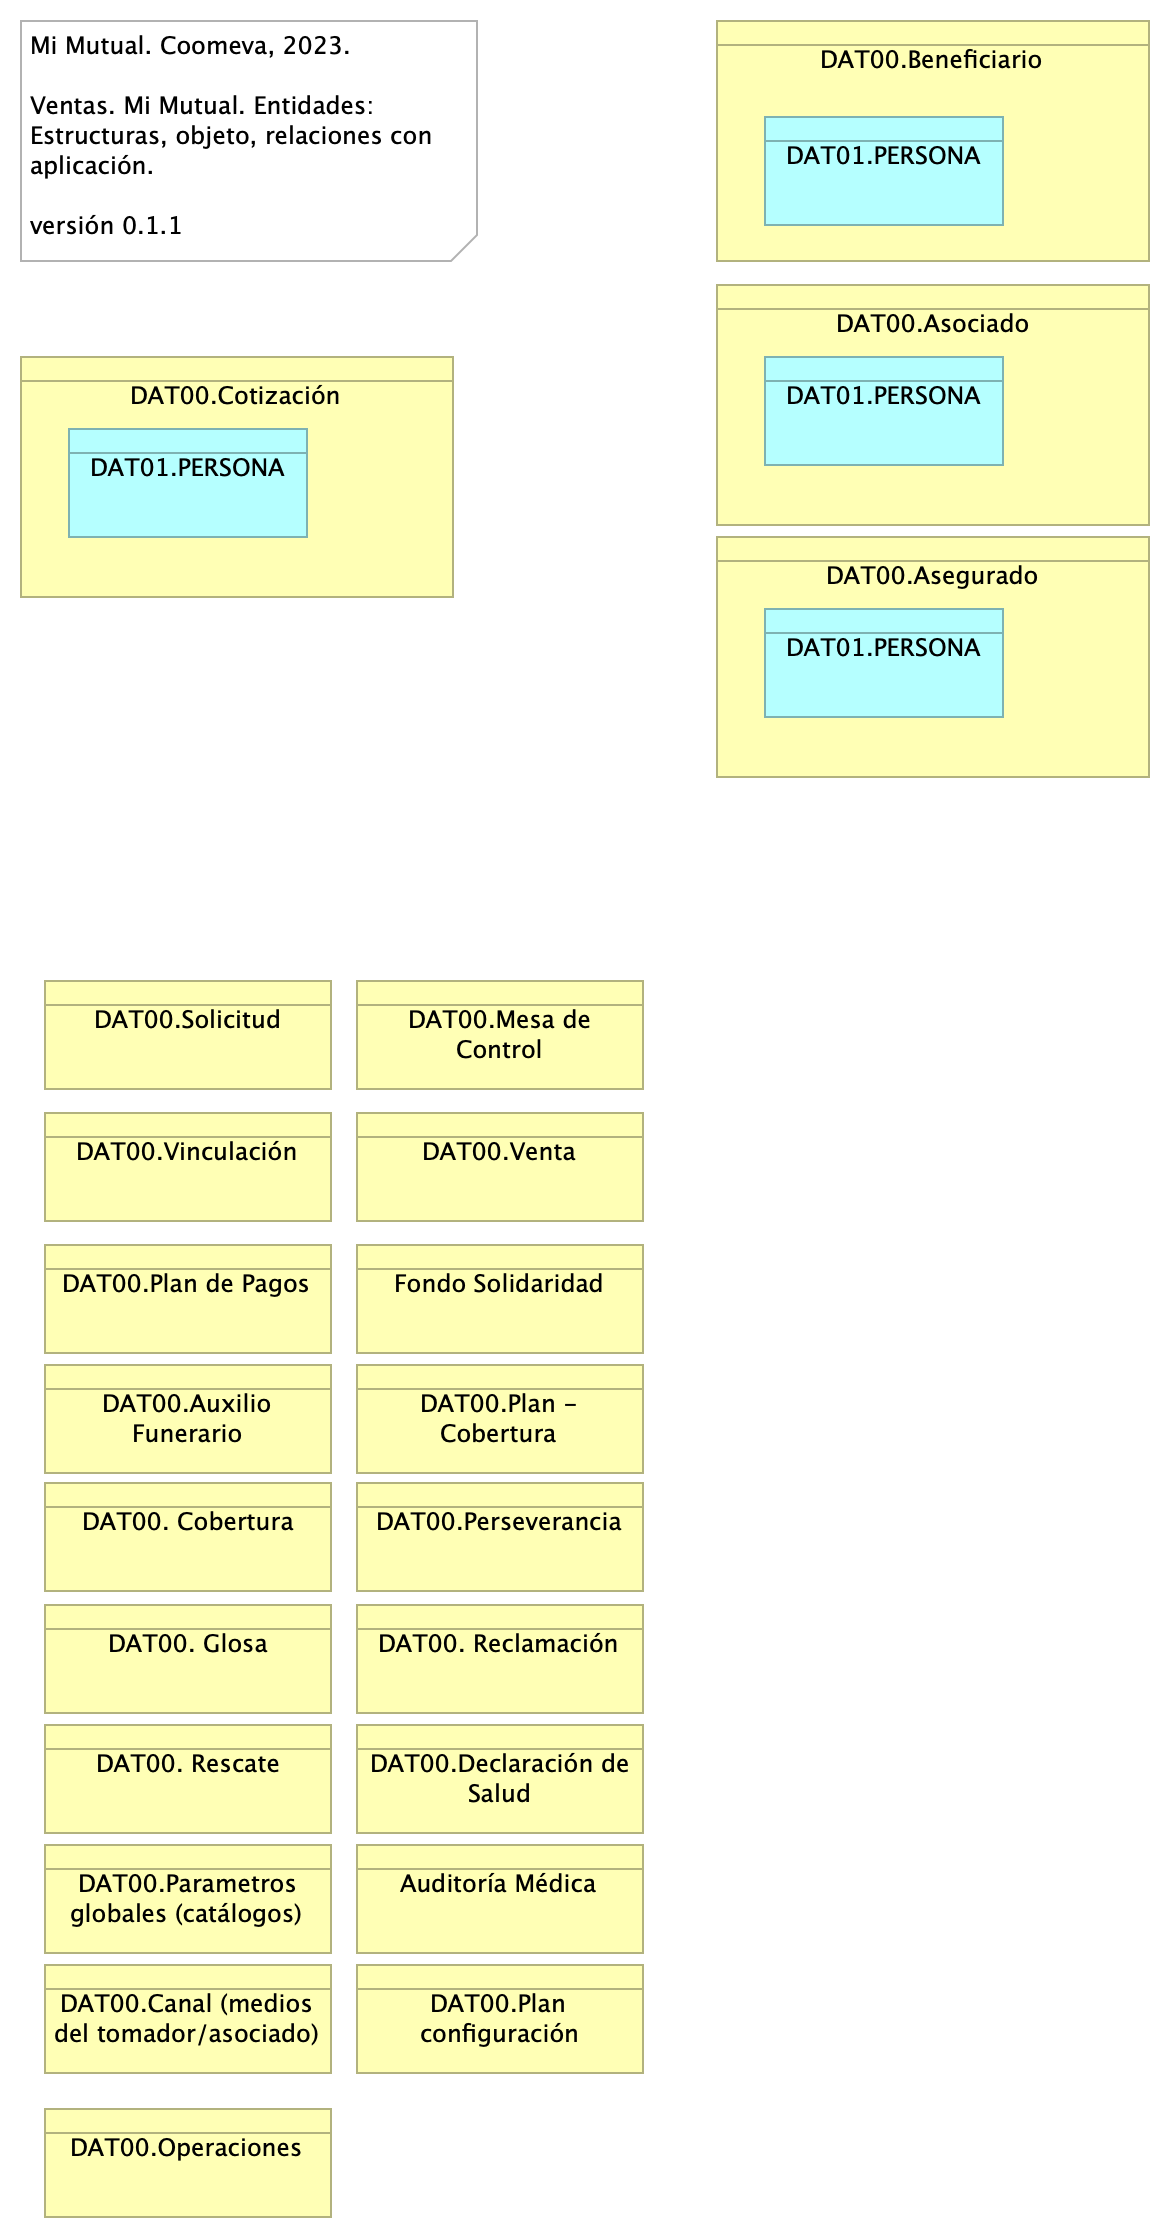 Mi Mutual. Coomeva, 2023.
Ventas. Mi Mutual. Entidades:
Estructuras, objeto, relaciones con
aplicación.
versión 0.1.1
DAT00.Beneficiario
DAT01.PERSONA
DAT00.Asociado
DAT01.PERSONA
DAT00.Cotización
DAT01.PERSONA
DAT00.Asegurado
DAT01.PERSONA
DAT00.Solicitud
DAT00.Mesa de
Control
DAT00.Vinculación
DAT00.Venta
DAT00.Plan de Pagos
Fondo Solidaridad
DAT00.Auxilio
Funerario
DAT00.Plan –
Cobertura
DAT00. Cobertura
DAT00.Perseverancia
DAT00. Glosa
DAT00. Reclamación
DAT00. Rescate
DAT00.Declaración de
Salud
DAT00.Parametros
globales (catálogos)
Auditoría Médica
DAT00.Canal (medios
del tomador/asociado)
DAT00.Plan
configuración
DAT00.Operaciones